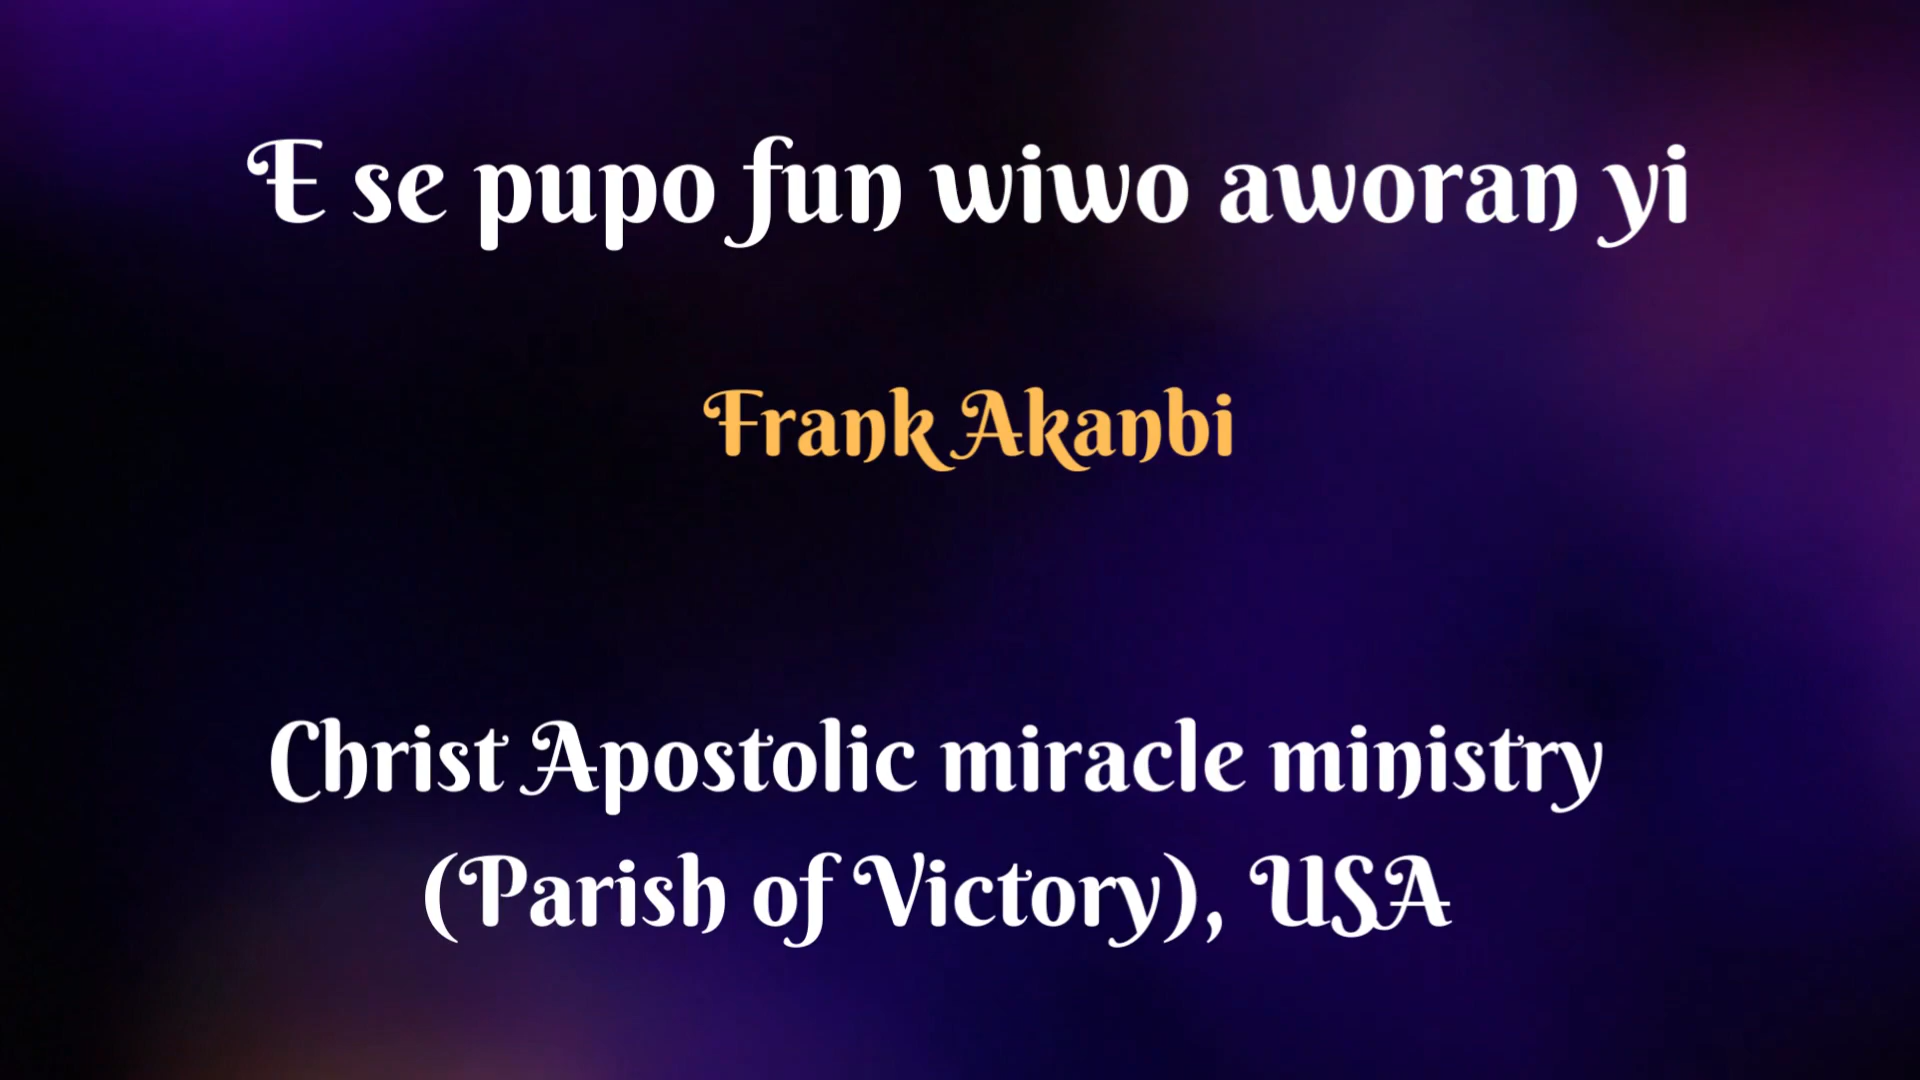 E se pupo fun wiwo aworan yi
Frank Akanbi
Christ Apostolic miracle ministry
(Parish of Victory), USA